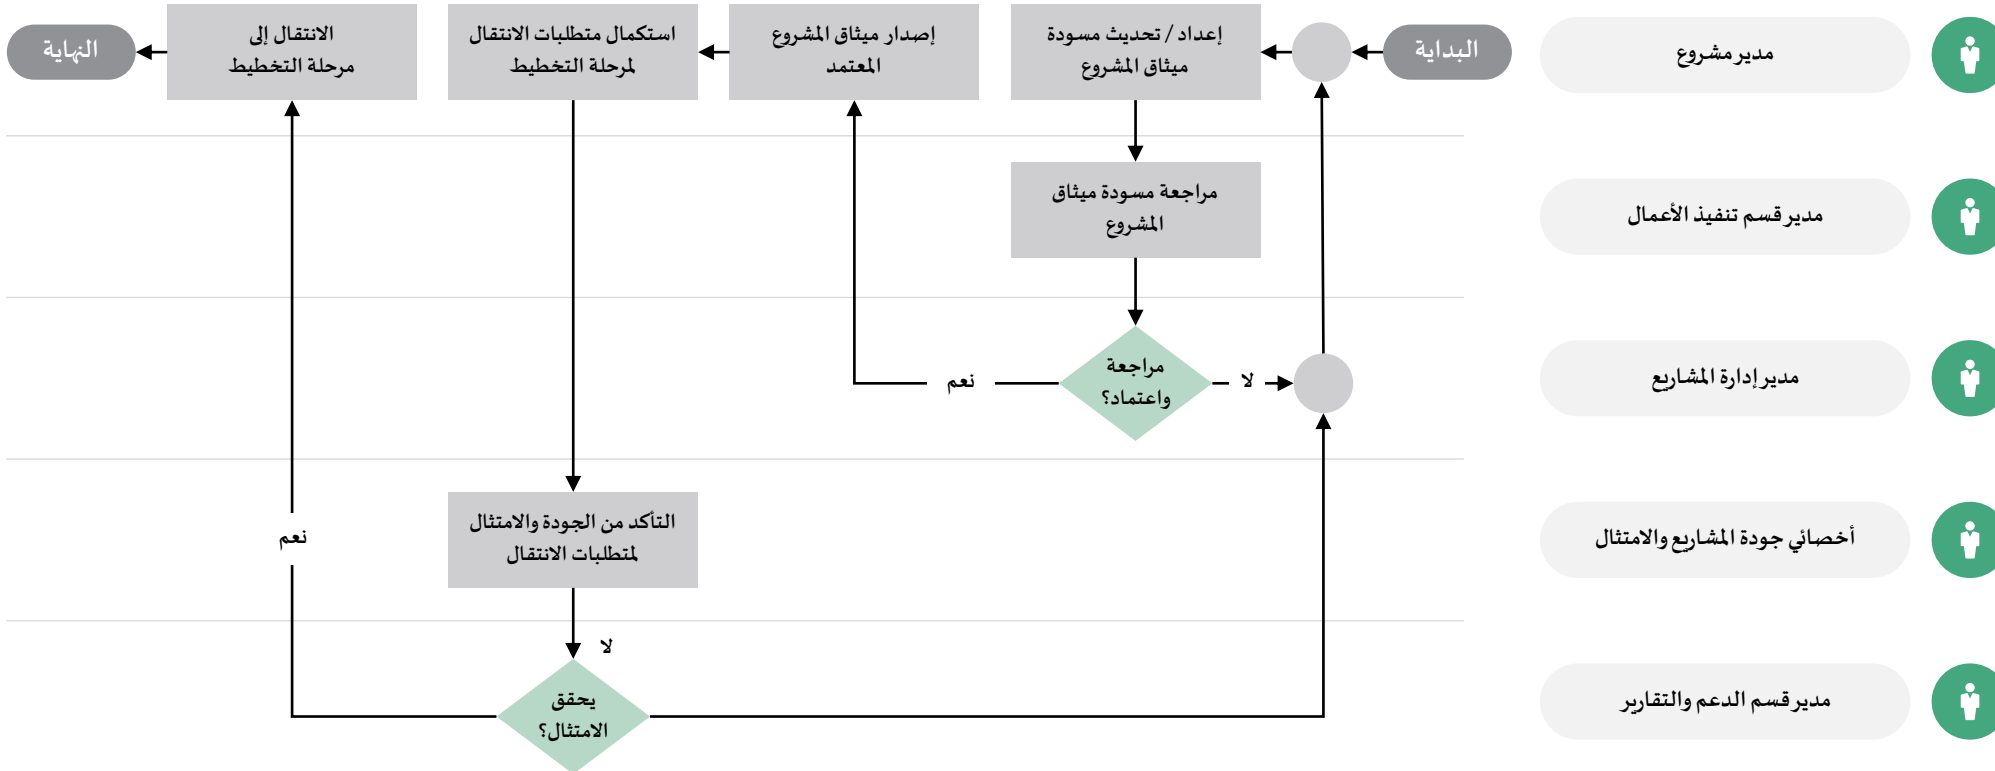 مدير مشروع
البداية
إعداد / تحديث مسودة
ميثاق المشروع
إصدار ميثاق المشروع
المعتمد
استكمال متطلبات الانتقال
لمرحلة التخطيط
الانتقال إلى
مرحلة التخطيط
النهاية
مدير قسم تنفيذ الأعمال
مراجعة مسودة ميثاق
المشروع
مدير إدارة المشاريع
لا
مراجعة
واعتماد؟
نعم
أخصائي جودة المشاريع والامتثال
التأكد من الجودة والامتثال
لمتطلبات الانتقال
نعم
مدير قسم الدعم والتقارير
لا
يحقق
الامتثال؟